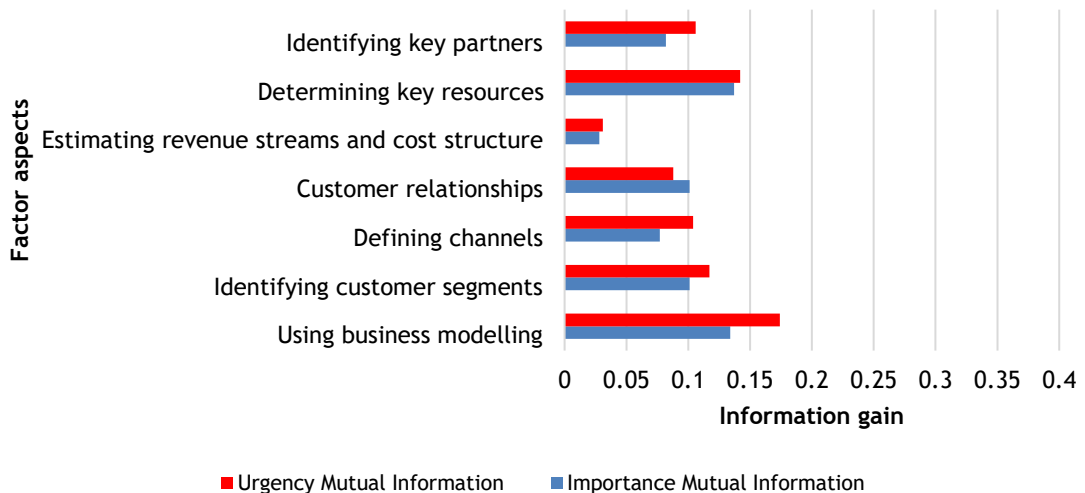 Factor aspects
Identifying key partners
Determining key resources
Estimating revenue streams and cost structure
Customer relationships
Defining channels
Identifying customer segments
Using business modelling
0 0.05 0.1 0.15 0.2 0.25 0.3 0.35 0.4
Information gain
Urgency Mutual Information Importance Mutual Information